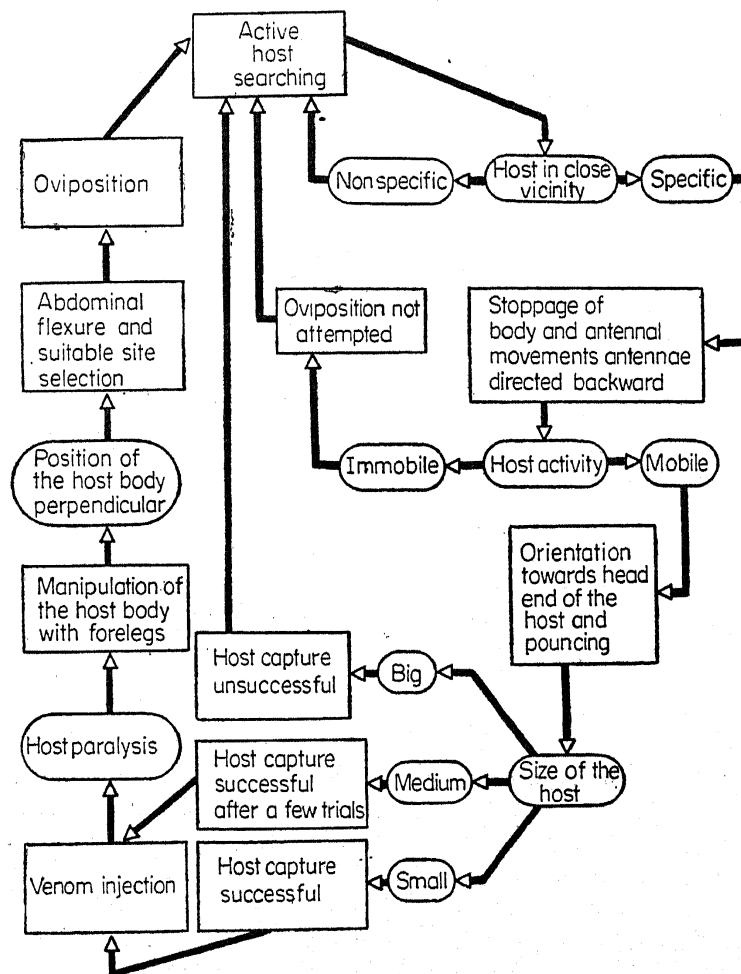 Active
host
searching
Oviposition
Non specific
Host in close
vicinity
Specific
Abdominal
flexure and
suitable site
selection
Oviposition not
attempted
Stoppage of
body and antennal
movements antennae
directed backward
Position of
the host body
perpendicular
Immobile
Host activity
Mobile
Manipulation of
the host body
with forelegs
Orientation
towards head
end of the
host and
pouncing
Host capture
unsuccessful
Big
Host paralysis
Host capture
successful
after a few trials
Medium
Size of the
host
Venom injection
Host capture
successful
Small